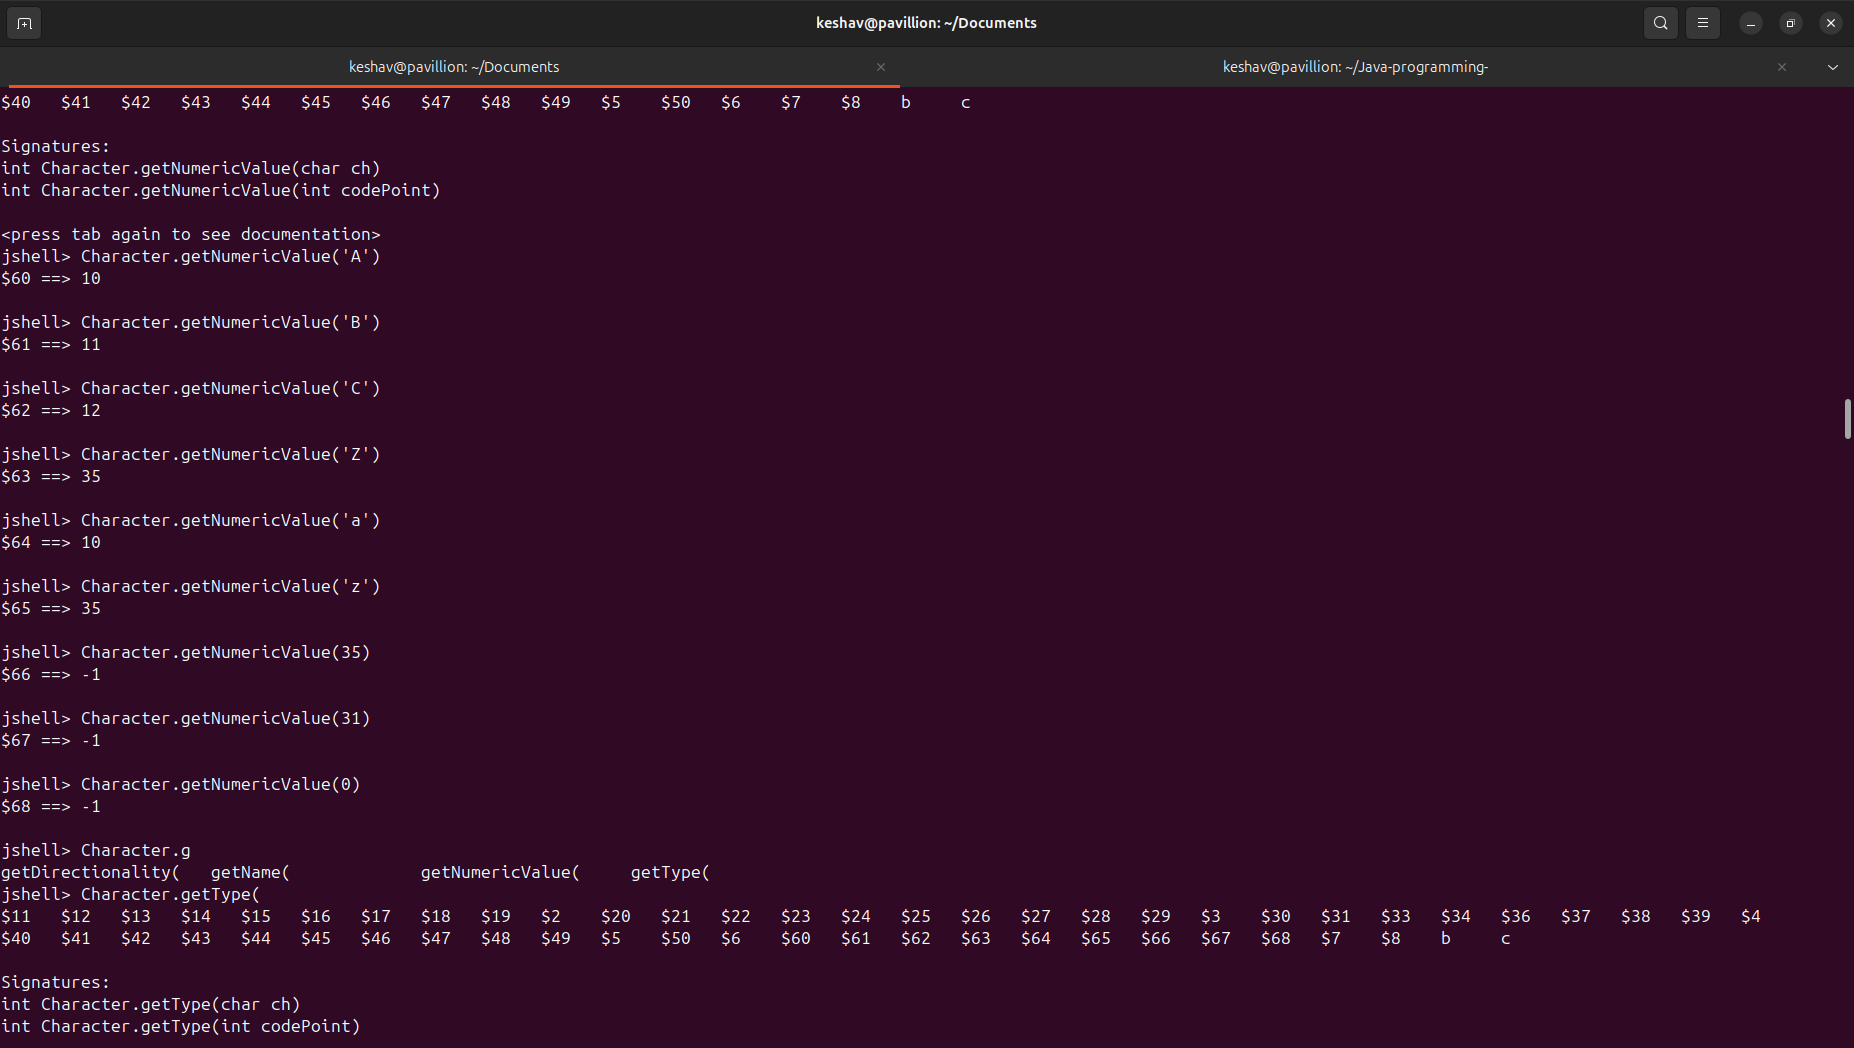 keshav@pavillion: ~/Documents
keshav@pavillion: ~/Documents
keshav@pavillion: ~/Java-programming-
$40   $41   $42   $43   $44   $45   $46   $47   $48   $49   $5    $50   $6    $7    $8    b     c
Signatures:
int Character.getNumericValue(char ch)
int Character.getNumericValue(int codePoint)
<press tab again to see documentation>
jshell> Character.getNumericValue('A')
$60 ==> 10
jshell> Character.getNumericValue('B')
$61 ==> 11
jshell> Character.getNumericValue('C')
$62 ==> 12
jshell> Character.getNumericValue('Z')
$63 ==> 35
jshell> Character.getNumericValue('a')
$64 ==> 10
jshell> Character.getNumericValue('z')
$65 ==> 35
jshell> Character.getNumericValue(35)
$66 ==> -1
jshell> Character.getNumericValue(31)
$67 ==> -1
jshell> Character.getNumericValue(0)
$68 ==> -1
jshell> Character.g
getDirectionality(   getName(             getNumericValue(     getType(
jshell> Character.getType(
$11   $12   $13   $14   $15   $16   $17   $18   $19   $2    $20   $21   $22   $23   $24   $25   $26   $27   $28   $29   $3    $30   $31   $33   $34   $36   $37   $38   $39   $4
$40   $41   $42   $43   $44   $45   $46   $47   $48   $49   $5    $50   $6    $60   $61   $62   $63   $64   $65   $66   $67   $68   $7    $8    b     c
Signatures:
int Character.getType(char ch)
int Character.getType(int codePoint)